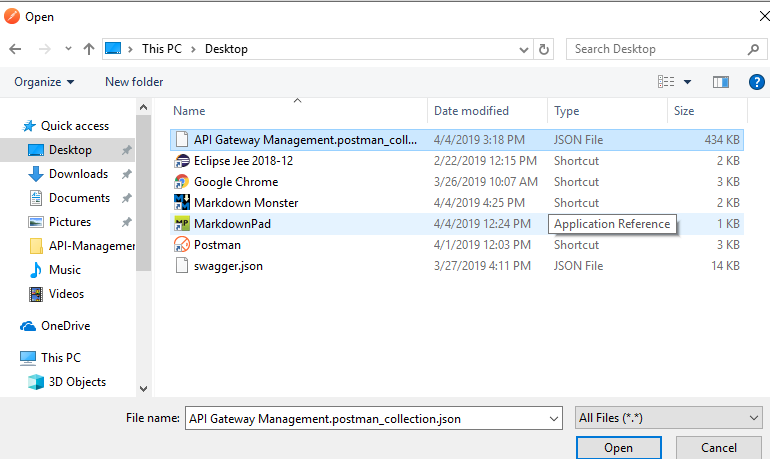 Open
This PC > Desktop
Search Desktop
Organize
New folder
?
Name Date modified Type Size
Quick access
Desktop
Downloads
Documents
Pictures
API-Managemer
Music
Videos
OneDrive
This PC
3D Objects
API Gateway Management.postman_coll... 4/4/2019 3:18 PM JSON File 434 KB
Eclipse Jee 2018-12 2/22/2019 12:15 PM Shortcut 2 KB
Google Chrome 3/26/2019 10:07 AM Shortcut 3 KB
Markdown Monster 4/4/2019 4:25 PM Shortcut 2 KB
MP MarkdownPad 4/4/2019 12:24 PM Application Reference 1 KB
Postman 4/1/2019 12:03 PM Shortcut 3 KB
swagger.json 3/27/2019 4:11 PM JSON File 14 KB
File name: API Gateway Management.postman_collection.json All Files (*.*)
Open Cancel